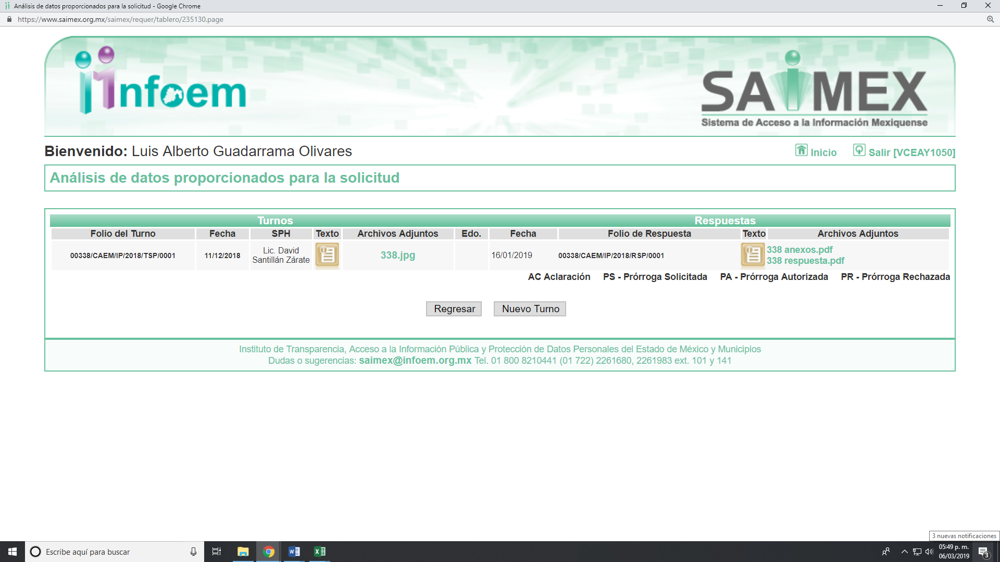 Análisis de datos proporcionados para la solicitud - Google Chrome
https://www.saimex.org.mx/saimex/requer/tablero/235130.page
infoem
SAIMEX
Sistema de Acceso a la Información Mexiquense
Bienvenido: Luis Alberto Guadarrama Olivares
Inicio
Salir [VCEAY1050]
Análisis de datos proporcionados para la solicitud
Turnos Respuestas
Folio del Turno Fecha SPH Texto Archivos Adjuntos Edo. Fecha Folio de Respuesta Texto Archivos Adjuntos
00338/CAEM/IP/2018/TSP/0001 11/12/2018 Lic. David
Santillán Zárate
338.jpg 16/01/2019 00338/CAEM/IP/2018/RSP/0001 338 anexos.pdf
338 respuesta.pdf
AC Aclaración PS - Prórroga Solicitada PA - Prórroga Autorizada PR - Prórroga Rechazada
Regresar Nuevo Turno
Instituto de Transparencia, Acceso a la Información Pública y Protección de Datos Personales del Estado de México y Municipios
Dudas o sugerencias: saimex@infoem.org.mx Tel. 01 800 8210441 (01 722) 2261680, 2261983 ext. 101 y 141
3 nuevas notificaciones
Escribe aquí para buscar
05:49 p. m.
06/03/2019
3